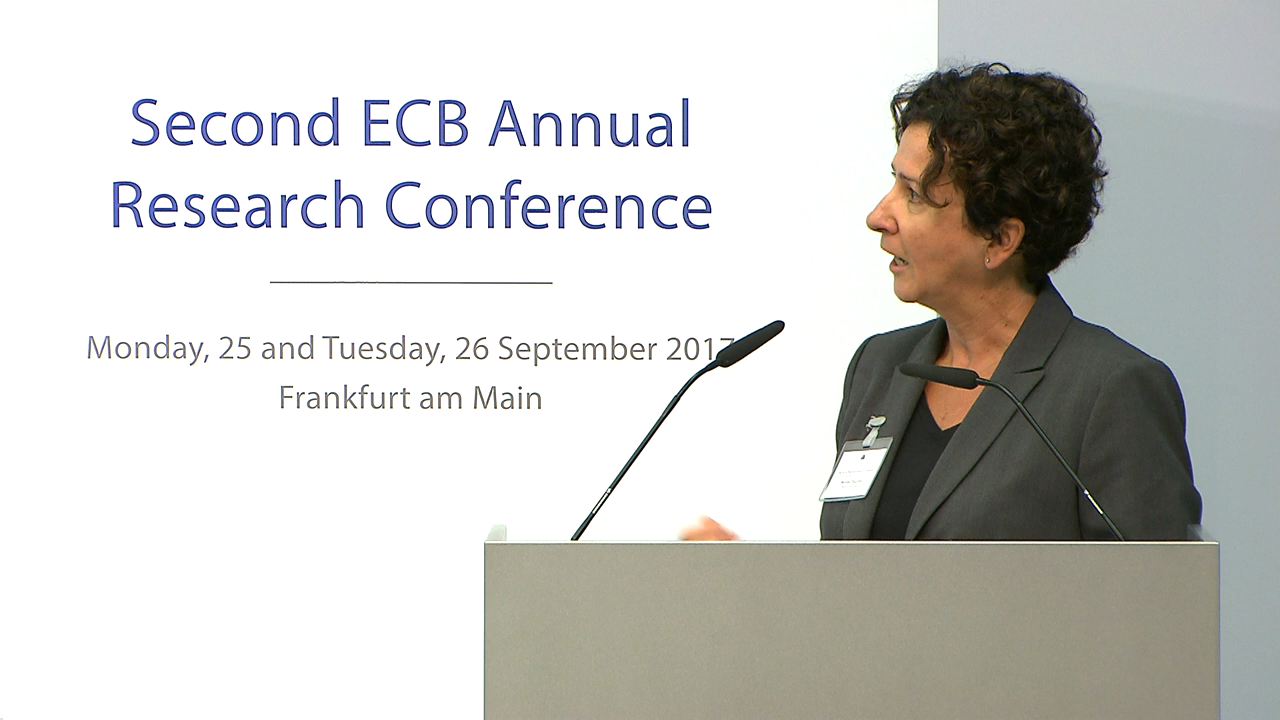 Second ECB Annual
Research Conference
Monday, 25 and Tuesday, 26 September 2017
Frankfurt am Main